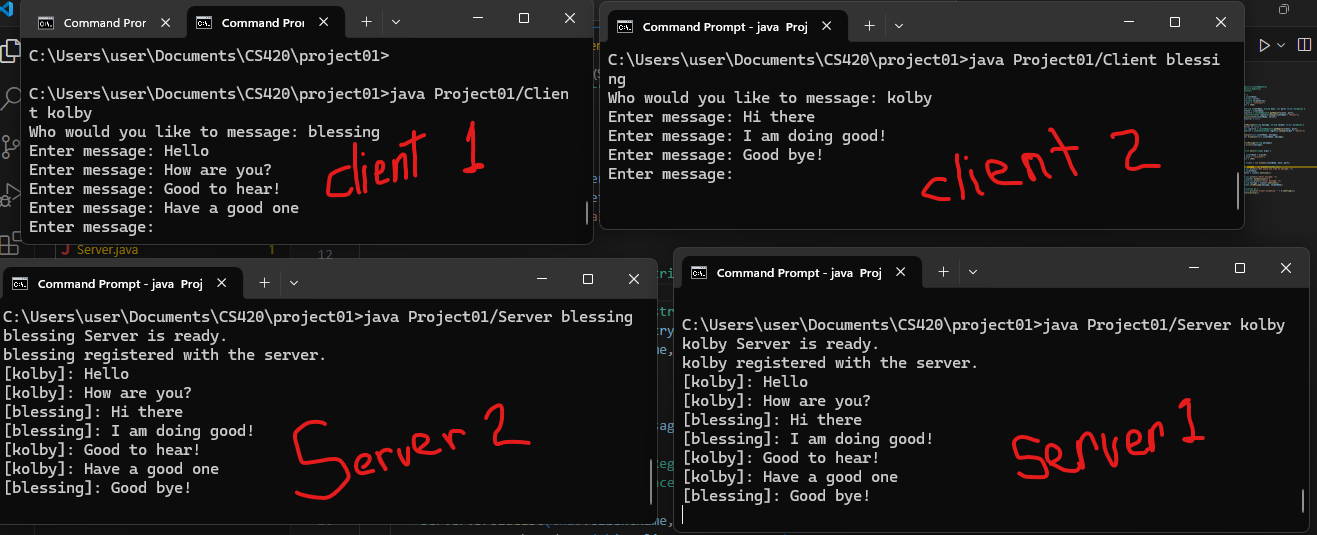 Command Pror
Command Pror
C:\Users\user\Documents\CS420\project01>
C:\Users\user\Documents\CS420\project01>java Project01/Clien
t kolby
Who would you like to message: blessing
Enter message: Hello
Enter message: How are you?
Enter message: Good to hear!
Enter message: Have a good one
Enter message:
client 1
Command Prompt - java Proj
C:\Users\user\Documents\CS420\project01>java Project01/Client blessi
ng
Who would you like to message: kolby
Enter message: Hi there
Enter message: I am doing good!
Enter message: Good bye!
Enter message:
client 2
Server.java 1
12
Command Prompt - java Proj
C:\Users\user\Documents\CS420\project01>java Project01/Server blessing
blessing Server is ready.
blessing registered with the server.
[kolby]: Hello
[kolby]: How are you?
[blessing]: Hi there
[blessing]: I am doing good!
[kolby]: Good to hear!
[kolby]: Have a good one
[blessing]: Good bye!
Server 2
Command Prompt - java Proj
C:\Users\user\Documents\CS420\project01>java Project01/Server kolby
kolby Server is ready.
kolby registered with the server.
[kolby]: Hello
[kolby]: How are you?
[blessing]: Hi there
[blessing]: I am doing good!
[kolby]: Good to hear!
[kolby]: Have a good one
[blessing]: Good bye!
Server 1